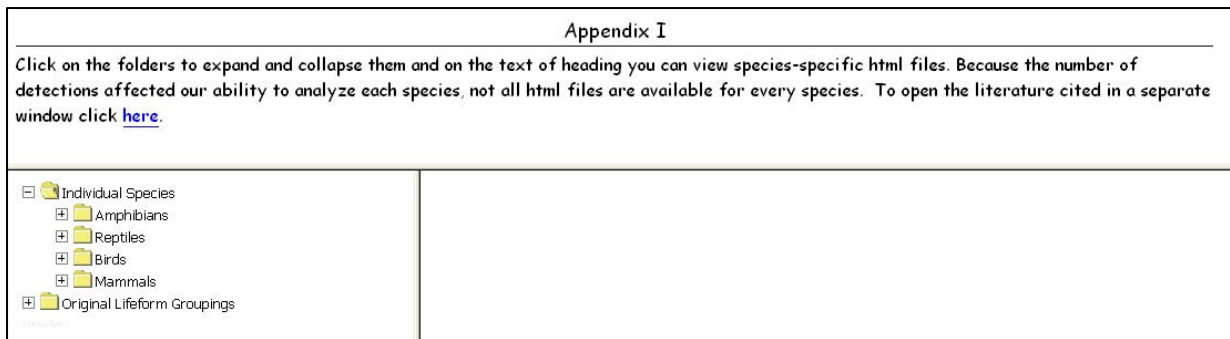 Appendix I
Click on the folders to expand and collapse them and on the text of heading you can view species-specific html files. Because the number of
detections affected our ability to analyze each species, not all html files are available for every species. To open the literature cited in a separate
window click here.
Individual Species
Amphibians
Reptiles
Birds
Mammals
Original Lifeform Groupings